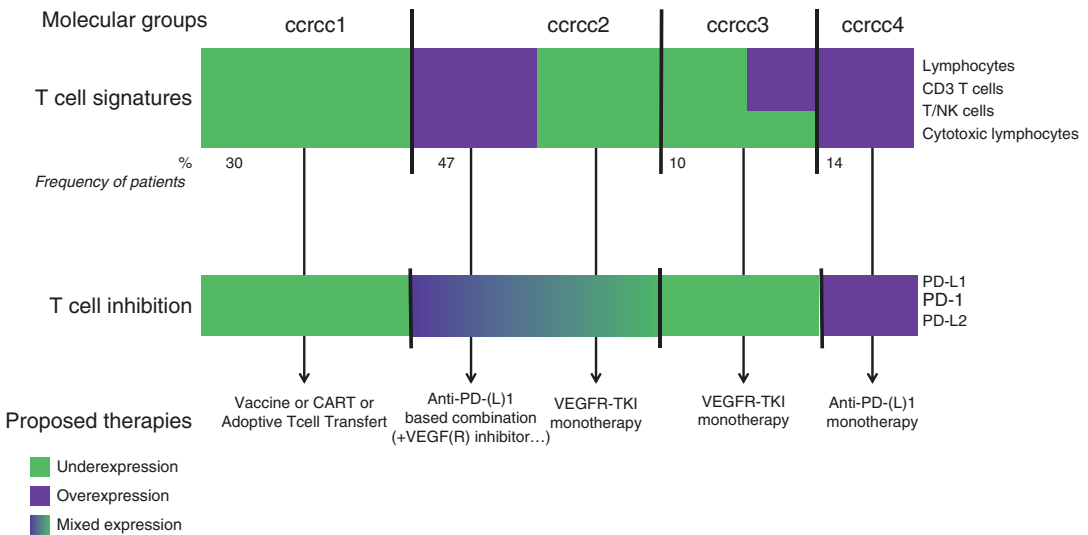 Molecular groups
ccrcc1
ccrcc2
ccrcc3
ccrcc4
T cell signatures
Lymphocytes
CD3 T cells
T/NK cells
Cytotoxic lymphocytes
%
30
47
10
14
Frequency of patients
T cell inhibition
PD-L1
PD-1
PD-L2
Proposed therapies
Vaccine or CART or
Adoptive Tcell Transfert
Anti-PD-(L)1
based combination
(+VEGF(R) inhibitor…)
VEGFR-TKI
monotherapy
VEGFR-TKI
monotherapy
Anti-PD-(L)1
monotherapy
Underexpression
Overexpression
Mixed expression